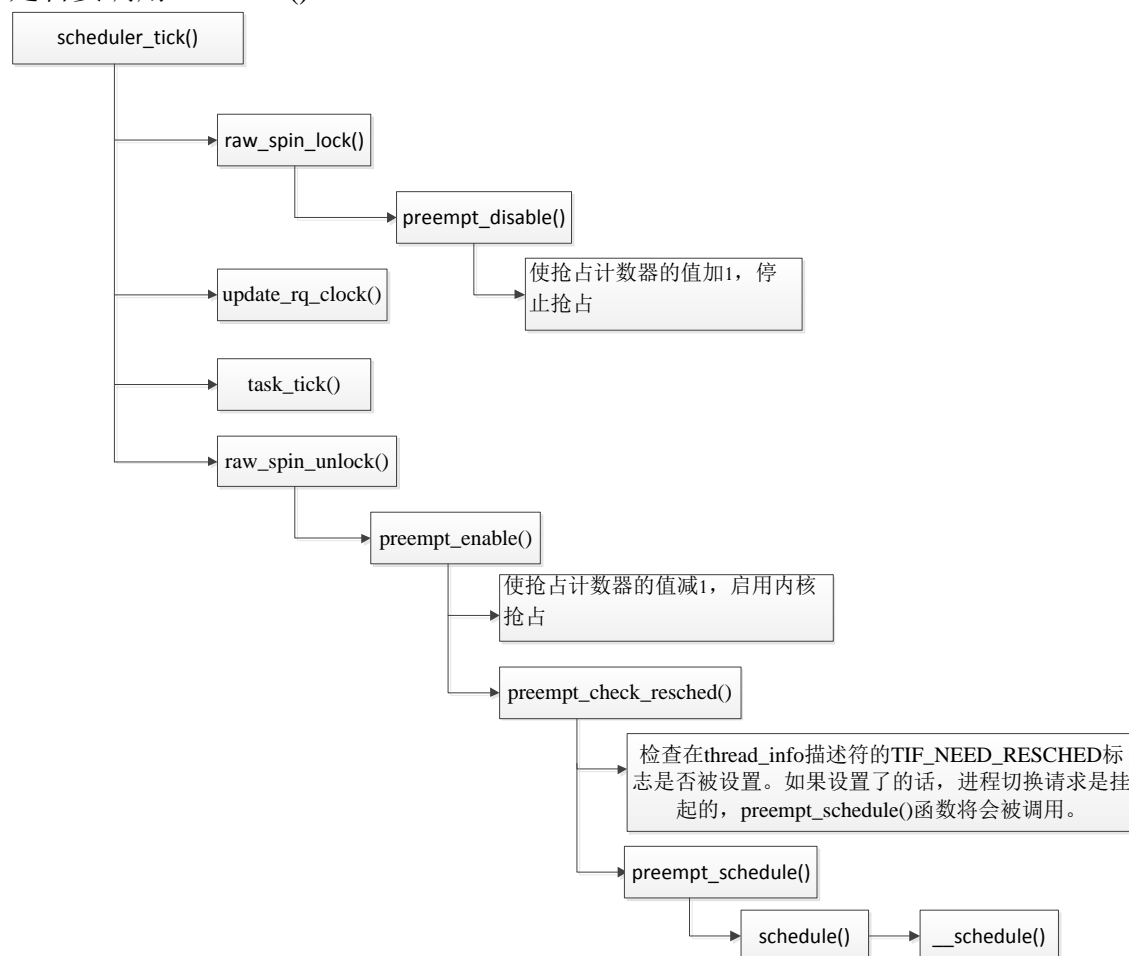 scheduler_tick()
raw_spin_lock()
preempt_disable()
使抢占计数器的值加1，停
止抢占
update_rq_clock()
task_tick()
raw_spin_unlock()
preempt_enable()
使抢占计数器的值减1，启用内核
抢占
preempt_check_resched()
检查在thread_info描述符的TIF_NEED_RESCHED标
志是否被设置。如果设置了的话，进程切换请求是挂
起的，preempt_schedule()函数将会被调用。
preempt_schedule()
schedule()
__schedule()